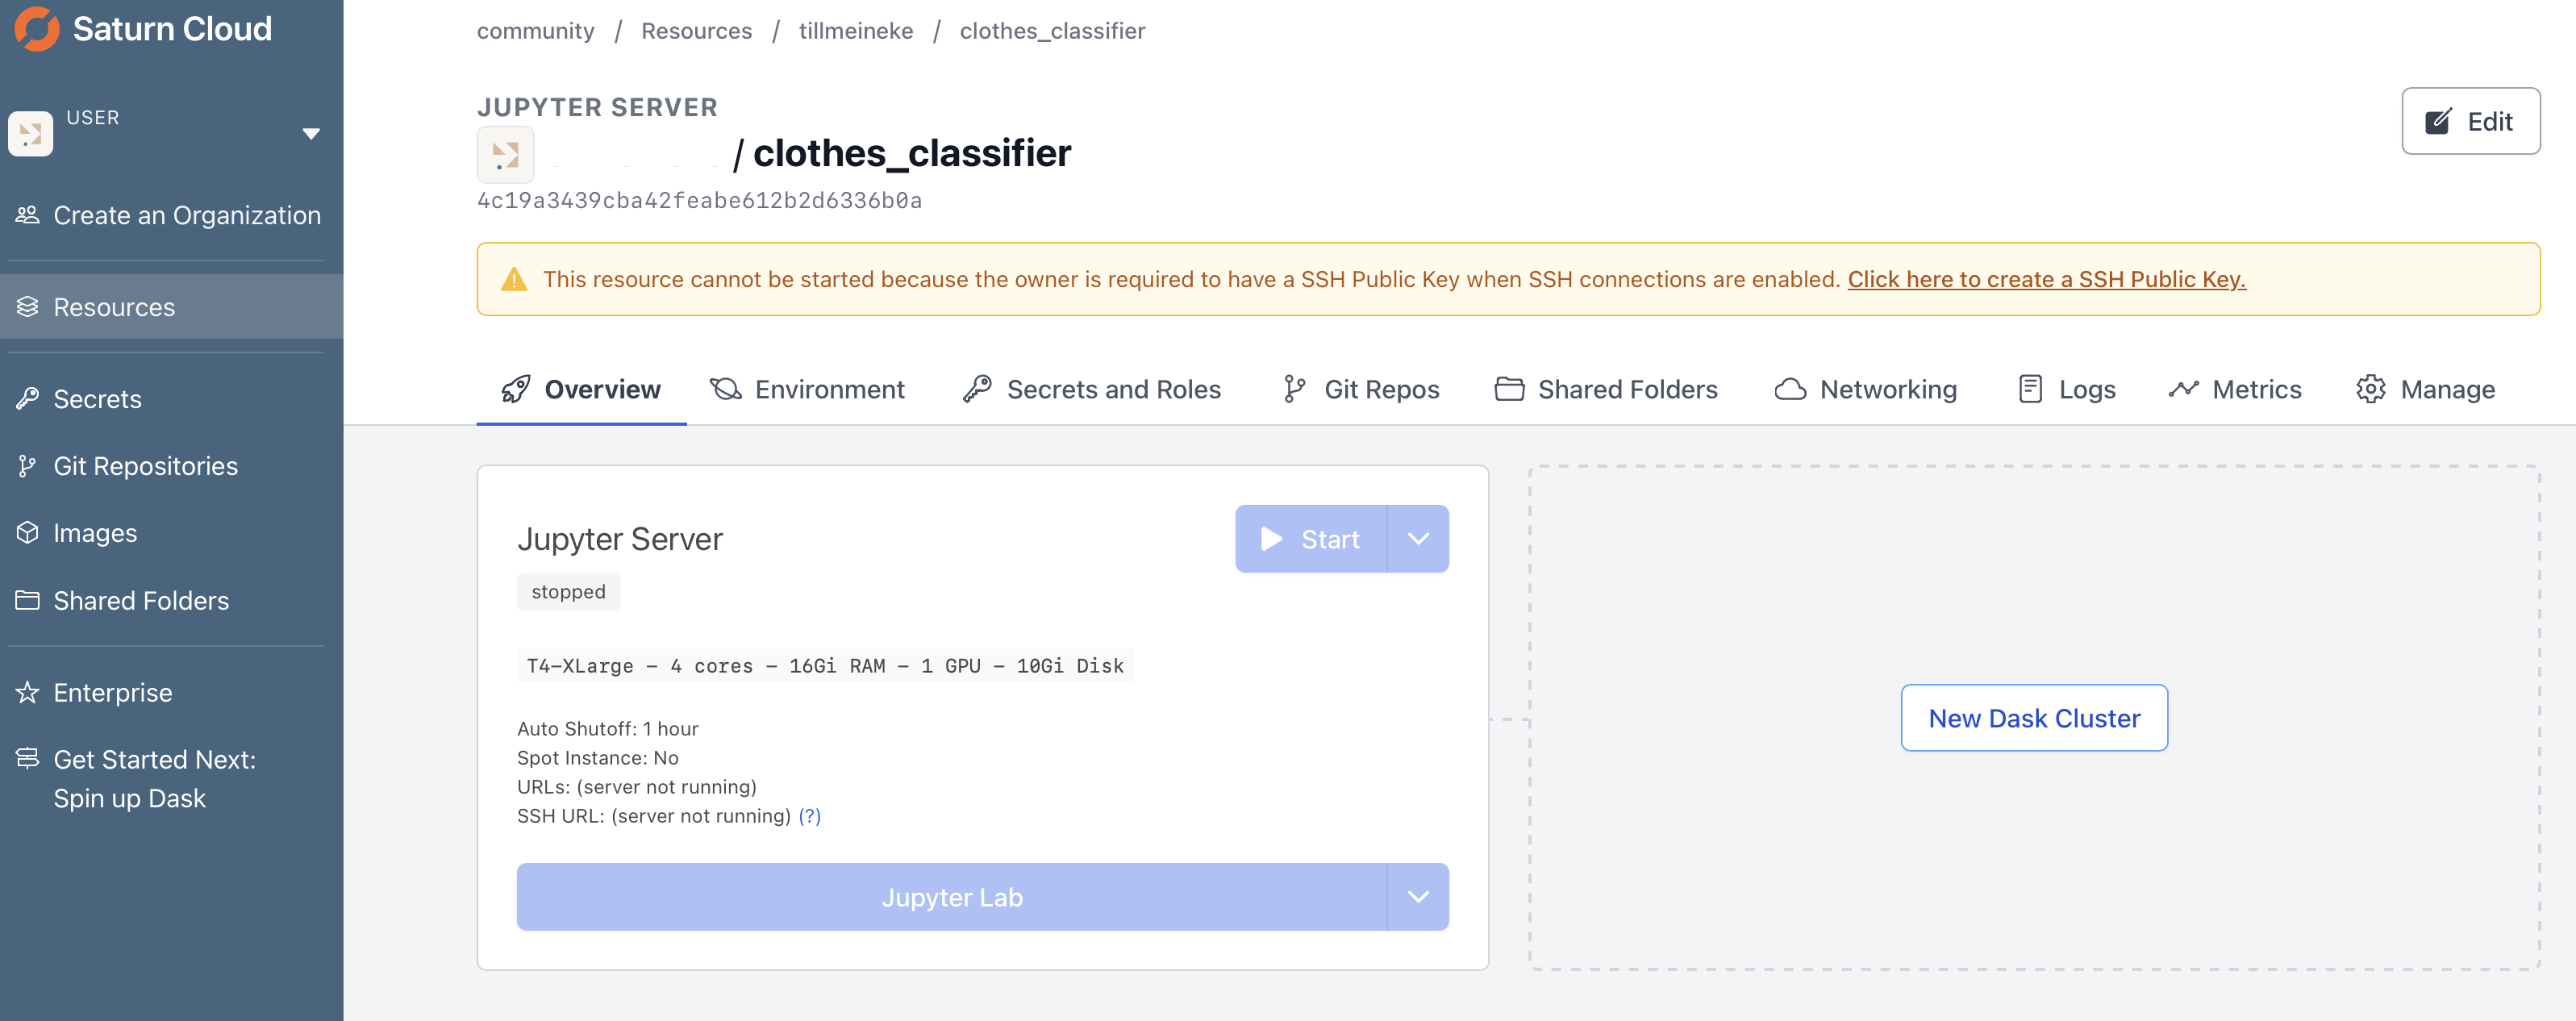 Saturn Cloud
USER
Create an Organization
Resources
Secrets
Git Repositories
Images
Shared Folders
Enterprise
Get Started Next:
Spin up Dask
community / Resources / tillmeineke / clothes_classifier
JUPYTER SERVER
/ clothes_classifier
4c19a3439cba42feabe612b2d6336b0a
Edit
This resource cannot be started because the owner is required to have a SSH Public Key when SSH connections are enabled. Click here to create a SSH Public Key.
Overview Environment Secrets and Roles Git Repos Shared Folders Networking Logs Metrics Manage
Jupyter Server
Start
stopped
T4-XLarge - 4 cores - 16Gi RAM - 1 GPU - 10Gi Disk
Auto Shutoff: 1 hour
Spot Instance: No
URLs: (server not running)
SSH URL: (server not running) (?)
Jupyter Lab
New Dask Cluster